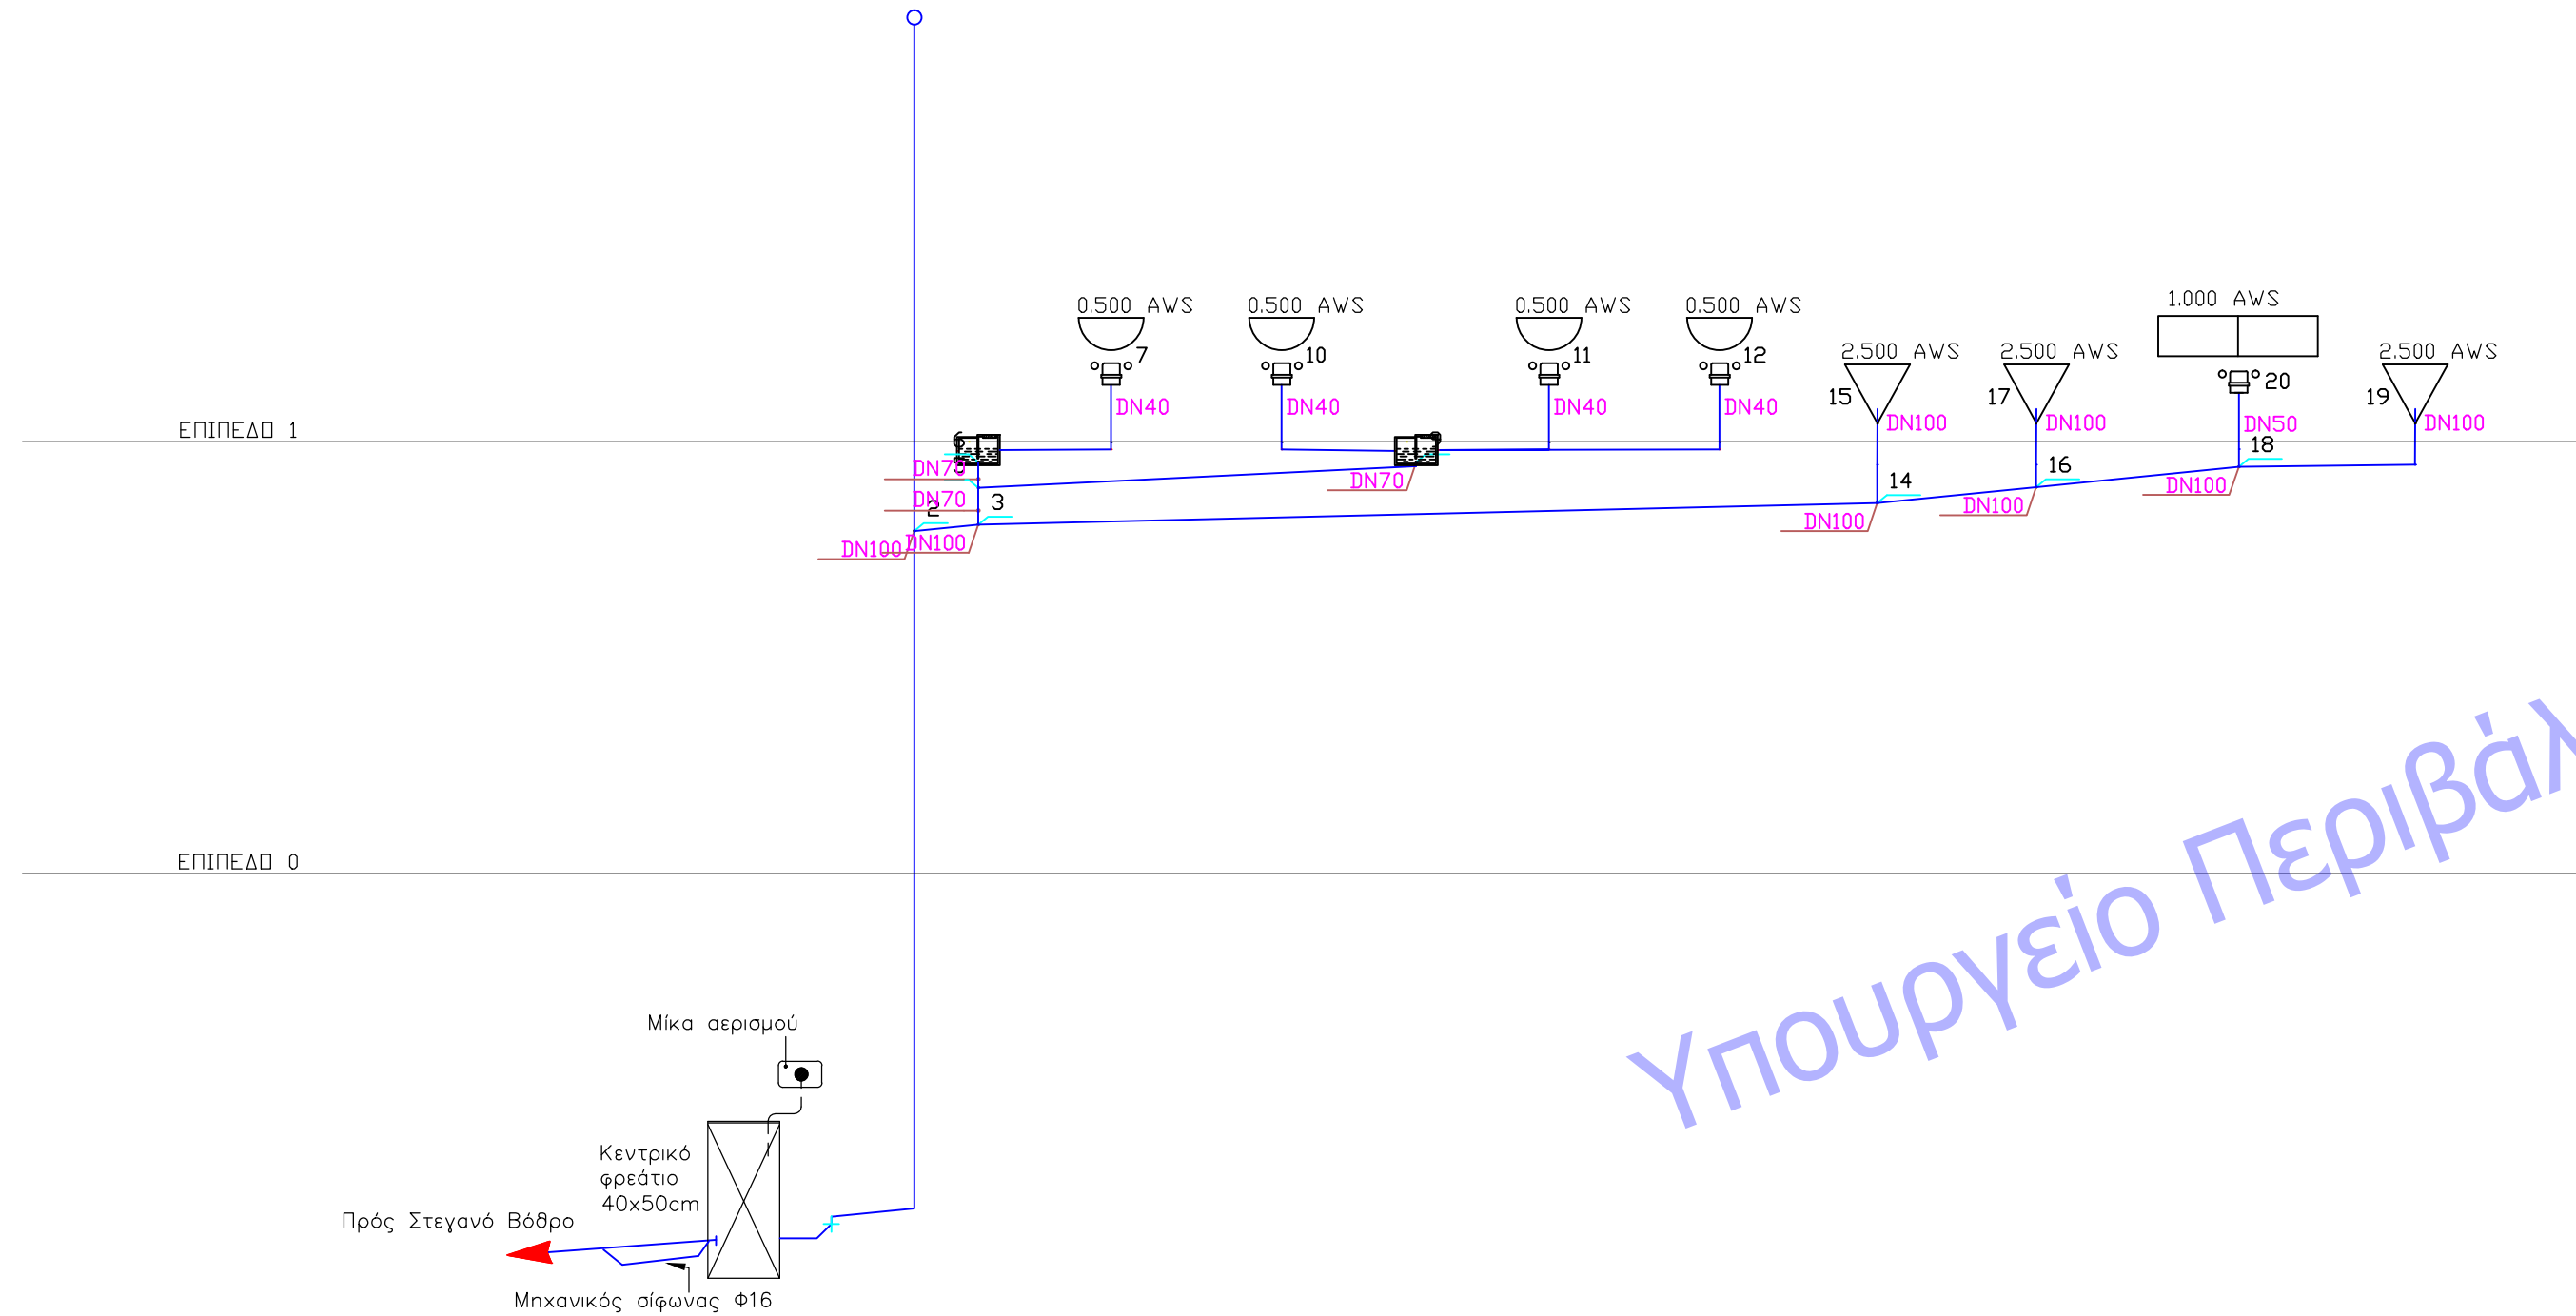 0.500 AWS
0.500 AWS
0.500 AWS
0.500 AWS
1.000 AWS
2.500 AWS
2.500 AWS
2.500 AWS
7
10
11
12
15
17
20
19
DN40
DN40
DN40
DN40
DN100
DN100
DN50
DN100
ΕΠΙΠΕΔΟ 1
18
DN70
DN70
16
DN100
14
DN70
2
3
DN100
DN100
DN100
DN100
ΕΠΙΠΕΔΟ 0
Υπουργείο Περιβάλ
Μίκα αερισμού
Κεντρικό
φρεάτιο
40x50cm
Πρός Στεγανό Βόθρο
Μηχανικός σίφωνας Φ16